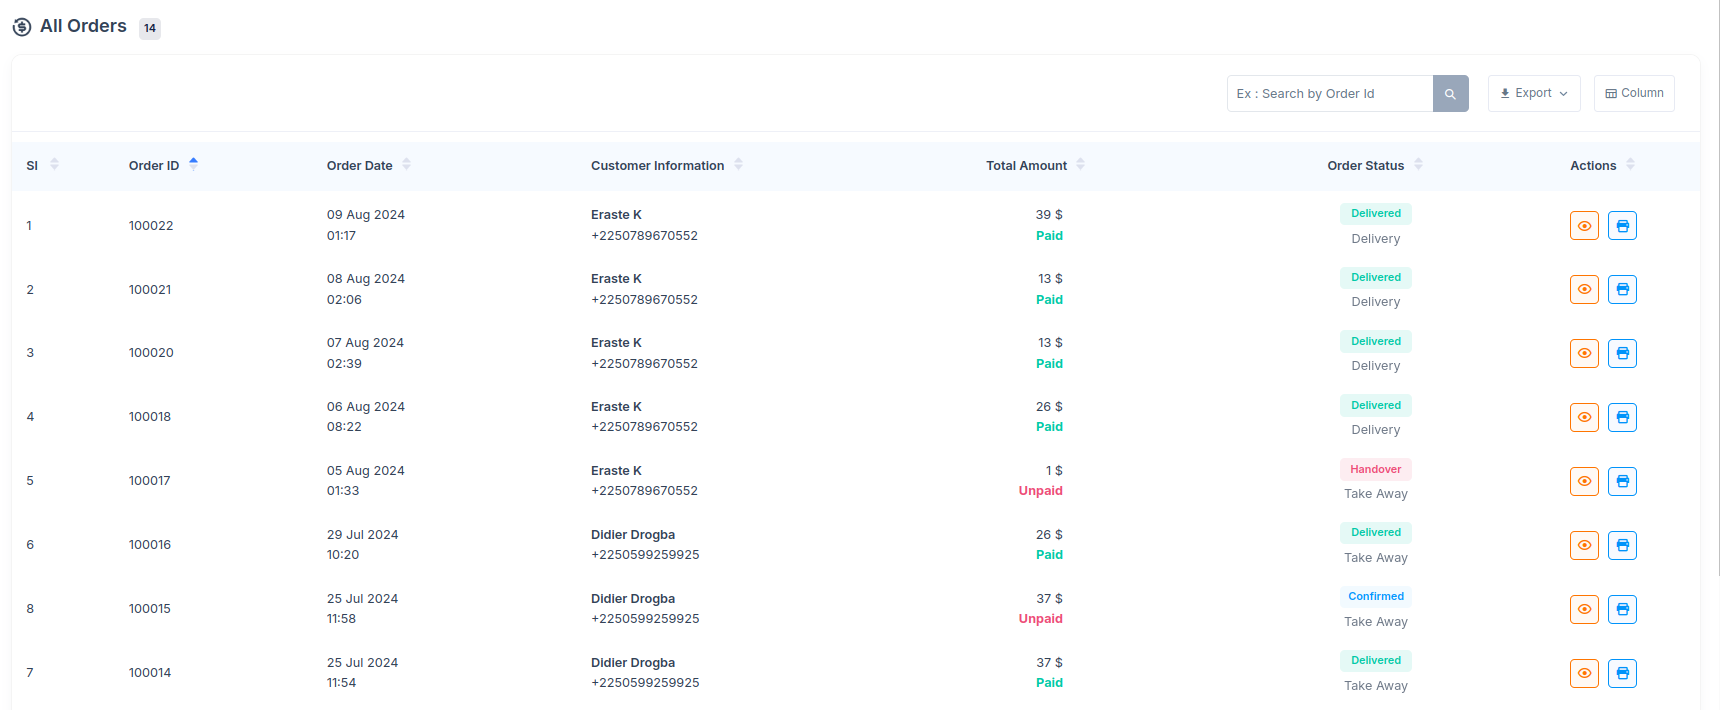 All Orders 14
Ex : Search by Order Id Export Column
Sl Order ID Order Date Customer Information Total Amount Order Status Actions
1 100022 09 Aug 2024 Eraste K 39 $ Delivered
01:17 +2250789670552 Paid Delivery
2 100021 08 Aug 2024 Eraste K 13 $ Delivered
02:06 +2250789670552 Paid Delivery
3 100020 07 Aug 2024 Eraste K 13 $ Delivered
02:39 +2250789670552 Paid Delivery
4 100018 06 Aug 2024 Eraste K 26 $ Delivered
08:22 +2250789670552 Paid Delivery
5 100017 05 Aug 2024 Eraste K 1 $ Handover
01:33 +2250789670552 Unpaid Take Away
6 100016 29 Jul 2024 Didier Drogba 26 $ Delivered
10:20 +2250599259925 Paid Take Away
8 100015 25 Jul 2024 Didier Drogba 37 $ Confirmed
11:58 +2250599259925 Unpaid Take Away
7 100014 25 Jul 2024 Didier Drogba 37 $ Delivered
11:54 +2250599259925 Paid Take Away